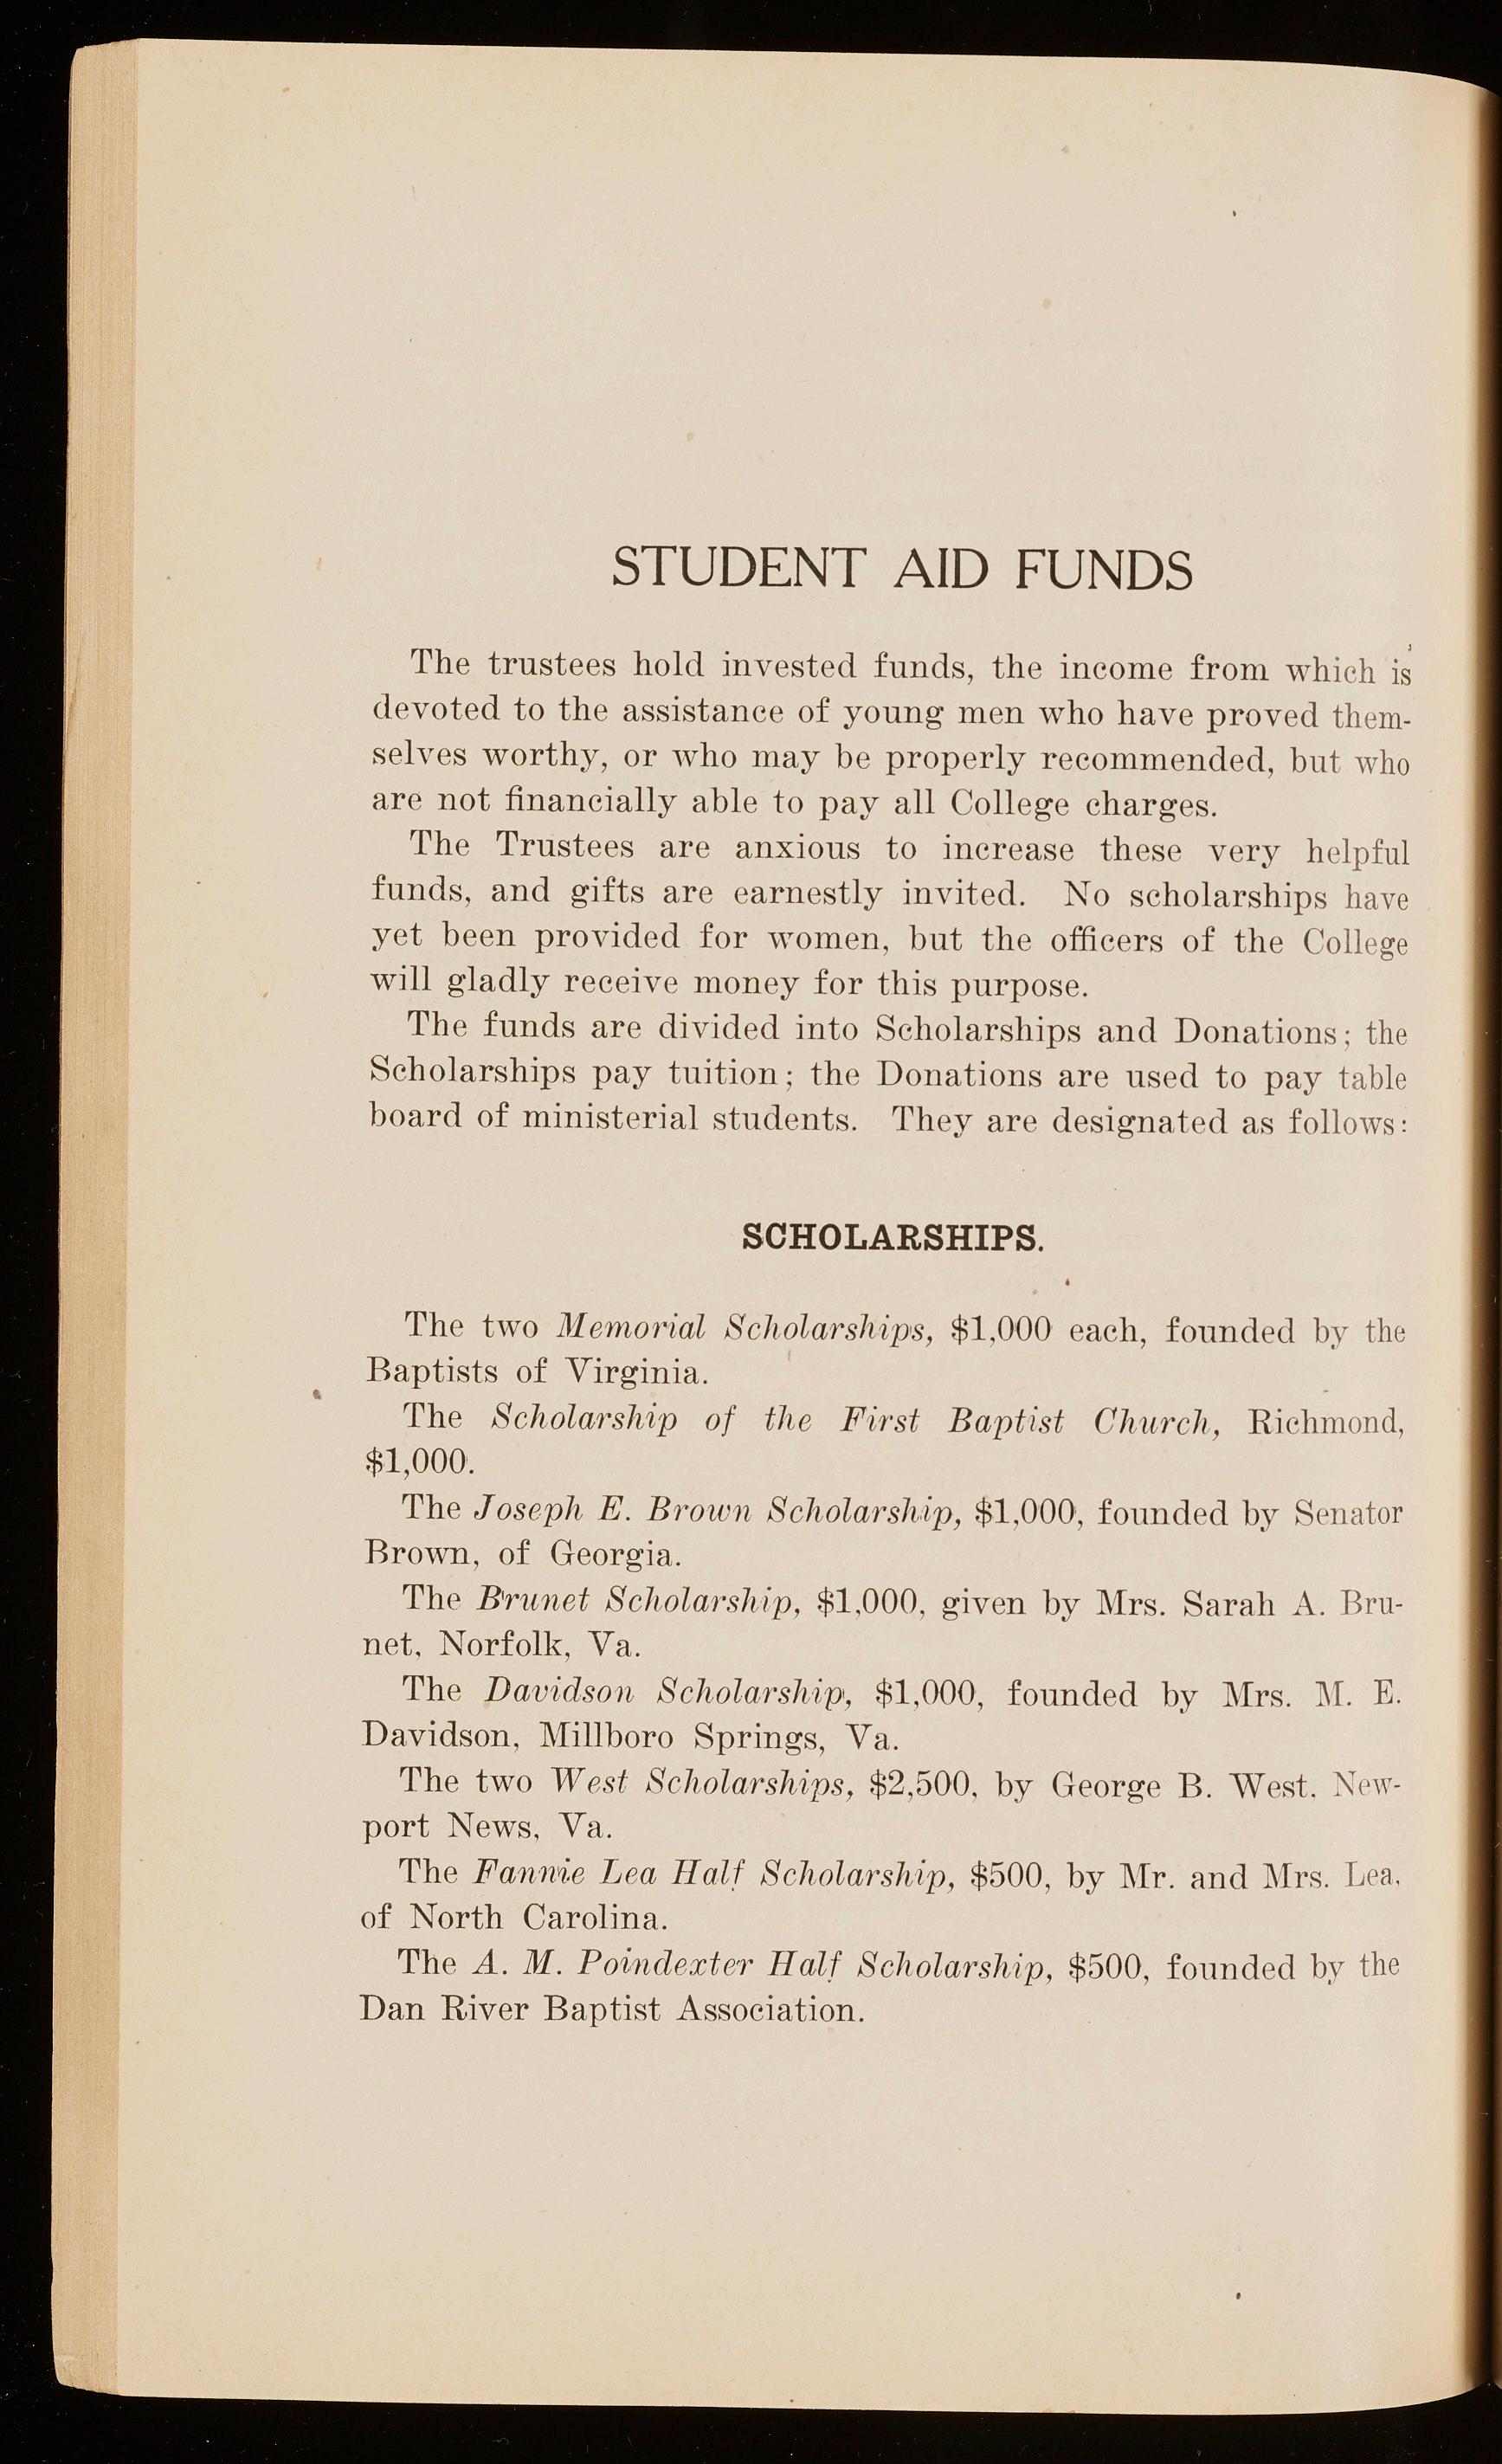 STUDENT AID FUNDS
The trustees hold invested funds, the income from which is
devoted to the assistance of young men who have proved them-
selves worthy, or who may be properly recommended, but who
are not financially able to pay all College charges.
The Trustees are anxious to increase these very helpful
funds, and gifts are earnestly invited. No scholarships have
yet been provided for women, but the officers of the College
will gladly receive money for this purpose.
The funds are divided into Scholarships and Donations; the
Scholarships pay tuition; the Donations are used to pay table
board of ministerial students. They are designated as follows:
SCHOLARSHIPS.
The two Memorial Scholarships, $1,000 each, founded by the
Baptists of Virginia.
The Scholarship of the First Baptist Church, Richmond,
$1,000.
The Joseph E. Brown Scholarship, $1,000, founded by Senator
Brown, of Georgia.
The Brunet Scholarship, $1,000, given by Mrs. Sarah A. Bru-
net, Norfolk, Va.
The Davidson Scholarship, $1,000, founded by Mrs. M. E.
Davidson, Millboro Springs, Va.
The two West Scholarships, $2,500, by George B. West, New-
port News, Va.
The Fannie Lea Half Scholarship, $500, by Mr. and Mrs. Lea,
of North Carolina.
The A. M. Poindexter Half Scholarship, $500, founded by the
Dan River Baptist Association.